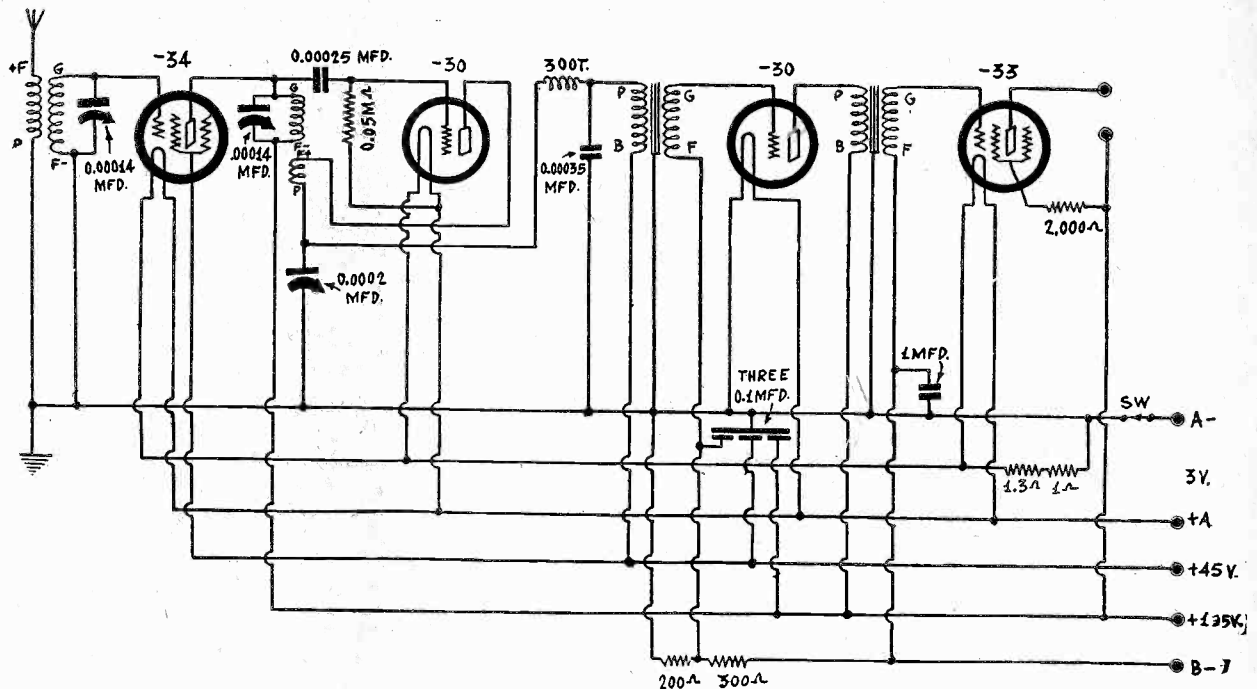 -34
0.00025 MFD.
-30
300T.
-30
-33
+F
G
P
F-
0.00014
MFD.
.00014
MFD.
G
F-
F+
P
0.05MΩ
0.0002
MFD.
P
B
G
F
0.00035
MFD.
P
B
G
F
2,000Ω
THREE
0.1MFD.
1MFD.
SW
A-
1.3Ω
1Ω
3V.
+A
+45V.
+135V.
200Ω
300Ω
B-